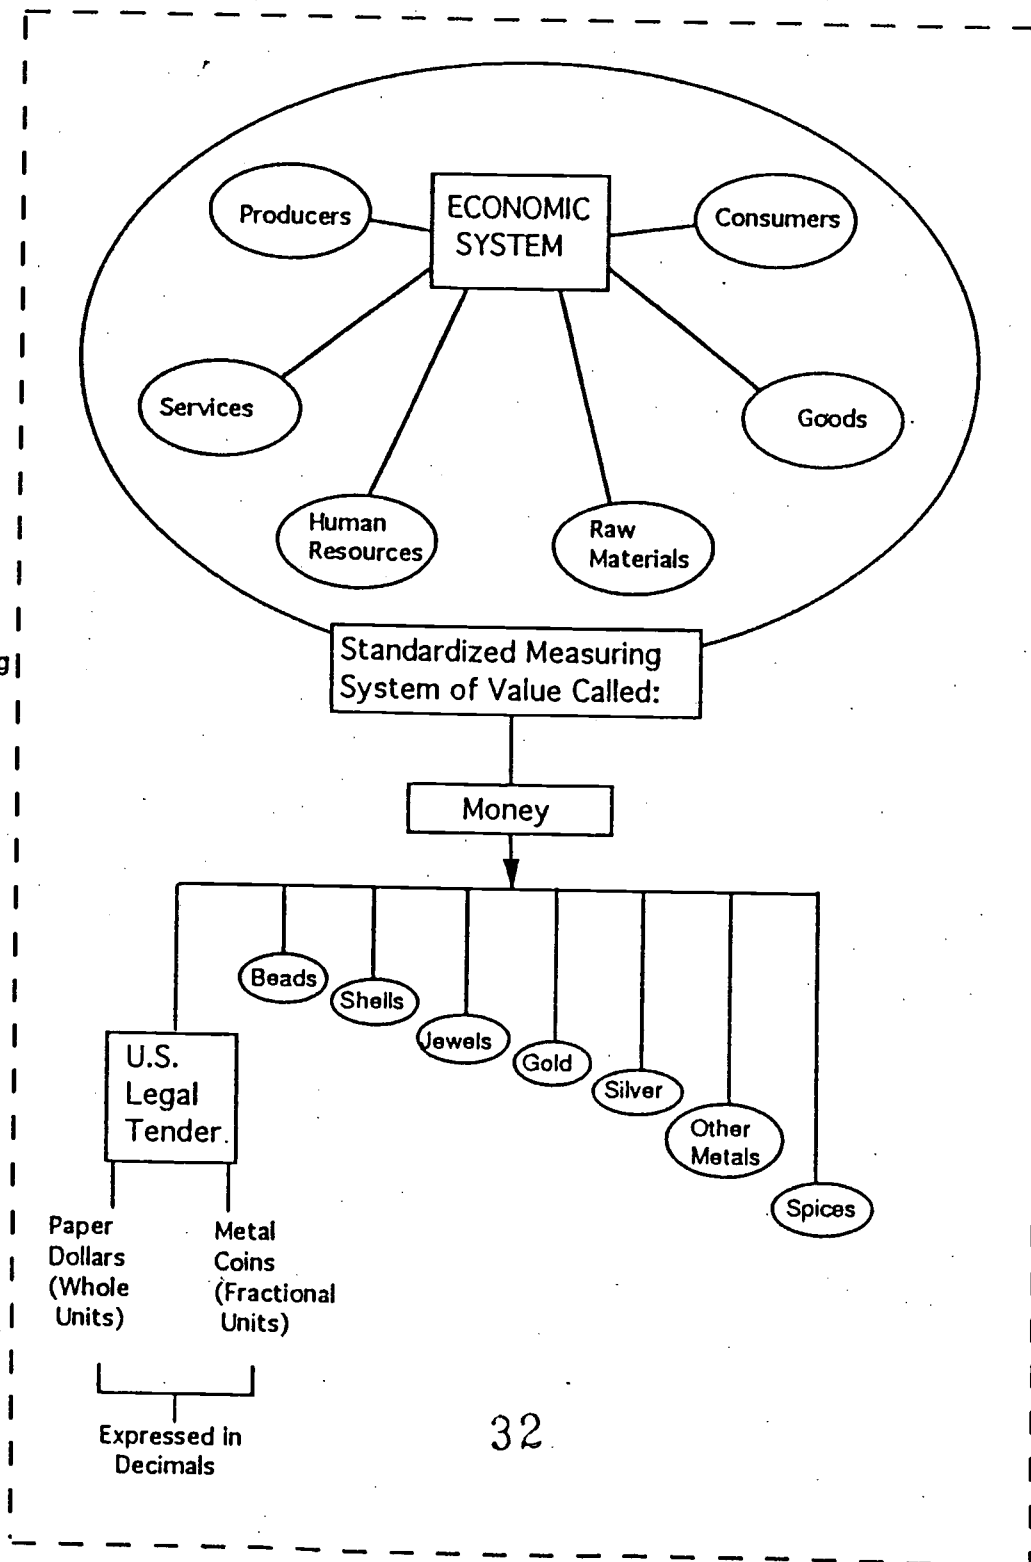 ECONOMIC
SYSTEM
Producers
Consumers
Services
Goods
Human
Resources
Raw
Materials
g
Standardized Measuring
System of Value Called:
Money
Beads
Shells
Jewels
Gold
Silver
Other
Metals
Spices
U.S.
Legal
Tender
Paper
Dollars
(Whole
Units)
Metal
Coins
(Fractional
Units)
Expressed in
Decimals
32